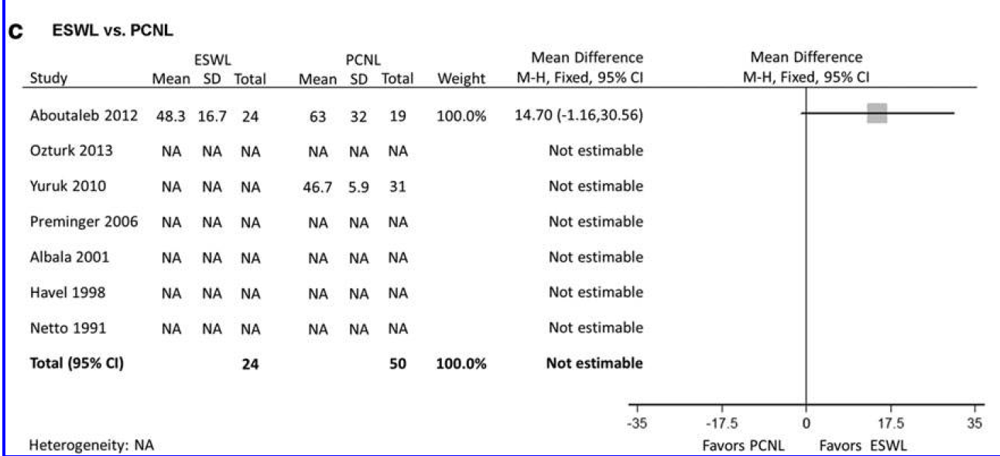 C ESWL vs. PCNL
ESWL PCNL Mean Difference Mean Difference
Study Mean SD Total Mean SD Total Weight M-H, Fixed, 95% CI M-H, Fixed, 95% CI
Aboutaleb 2012 48.3 16.7 24 63 32 19 100.0% 14.70 (-1.16,30.56)
Ozturk 2013 NA NA NA NA NA NA Not estimable
Yuruk 2010 NA NA NA 46.7 5.9 31 Not estimable
Preminger 2006 NA NA NA NA NA NA Not estimable
Albala 2001 NA NA NA NA NA NA Not estimable
Havel 1998 NA NA NA NA NA NA Not estimable
Netto 1991 NA NA NA NA NA NA Not estimable
Total (95% CI) 24 50 100.0% Not estimable
-35 -17.5 0 17.5 35
Heterogeneity: NA Favors PCNL Favors ESWL